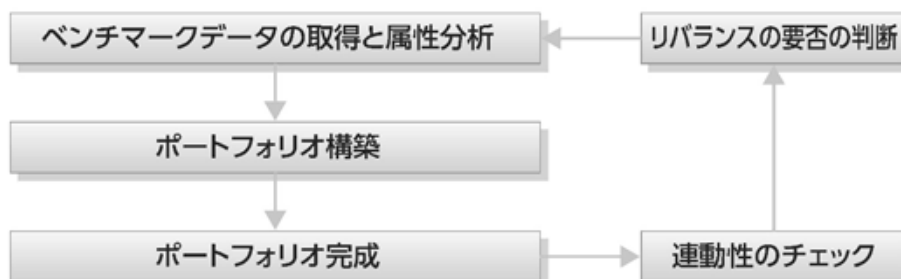 ベンチマークデータの取得と属性分析
リバランスの要否の判断
ポートフォリオ構築
ポートフォリオ完成
連動性のチェック